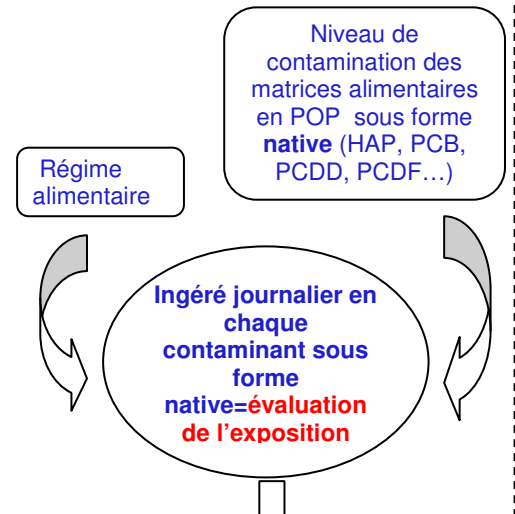 Niveau de
contamination des
matrices alimentaires
en POP sous forme
native (HAP, PCB,
PCDD, PCDF…)
Régime
alimentaire
Ingéré journalier en
chaque
contaminant sous
forme
native=évaluation
de l'exposition